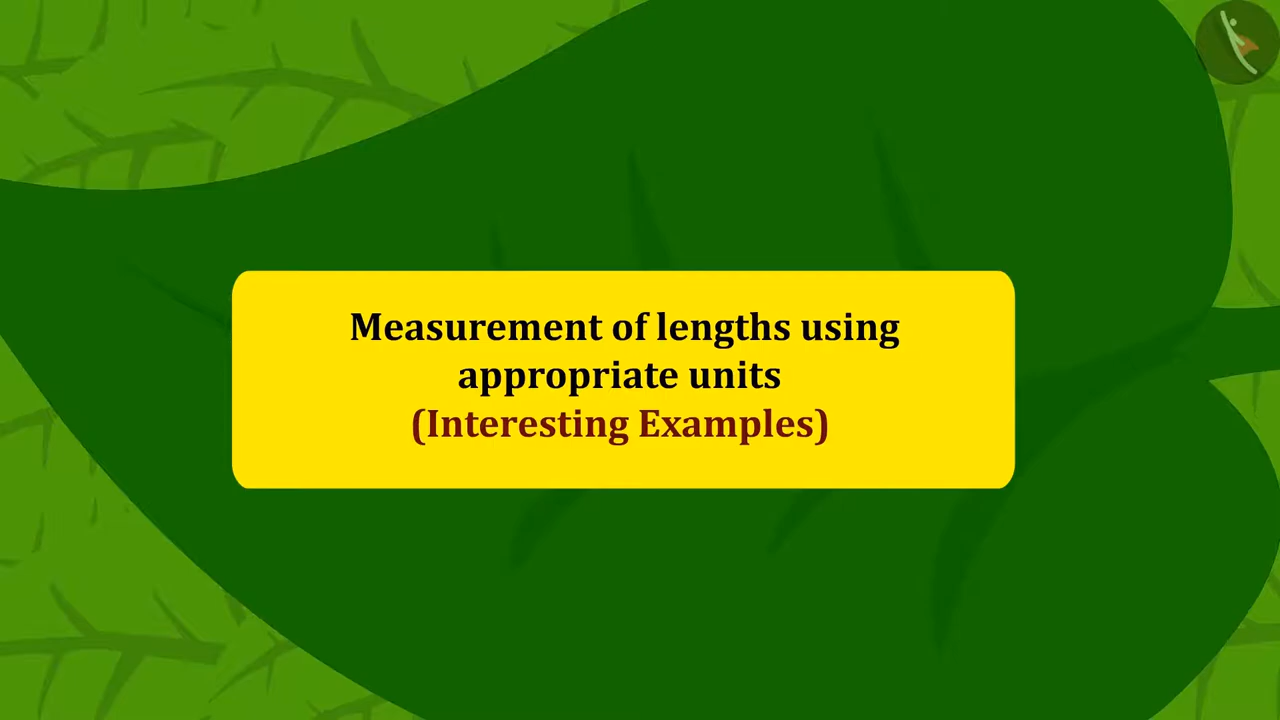 Measurement of lengths using
appropriate units
(Interesting Examples)